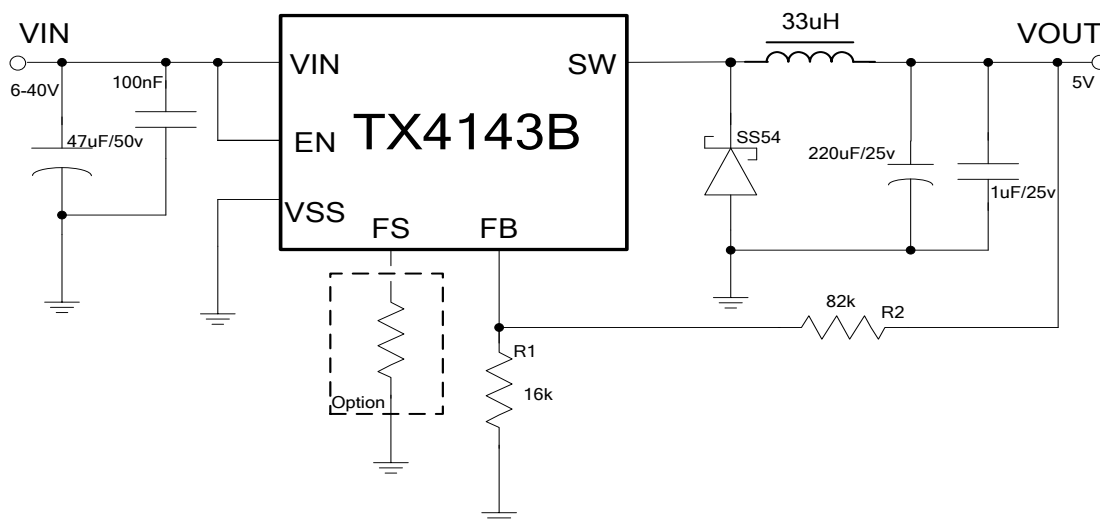 33uH
VIN
VOUT
VIN
SW
6-40V
100nF
5V
TX4143B
47uF/50v
EN
SS54
220uF/25v
1uF/25v
VSS
FS
FB
82k
R2
R1
16k
Option